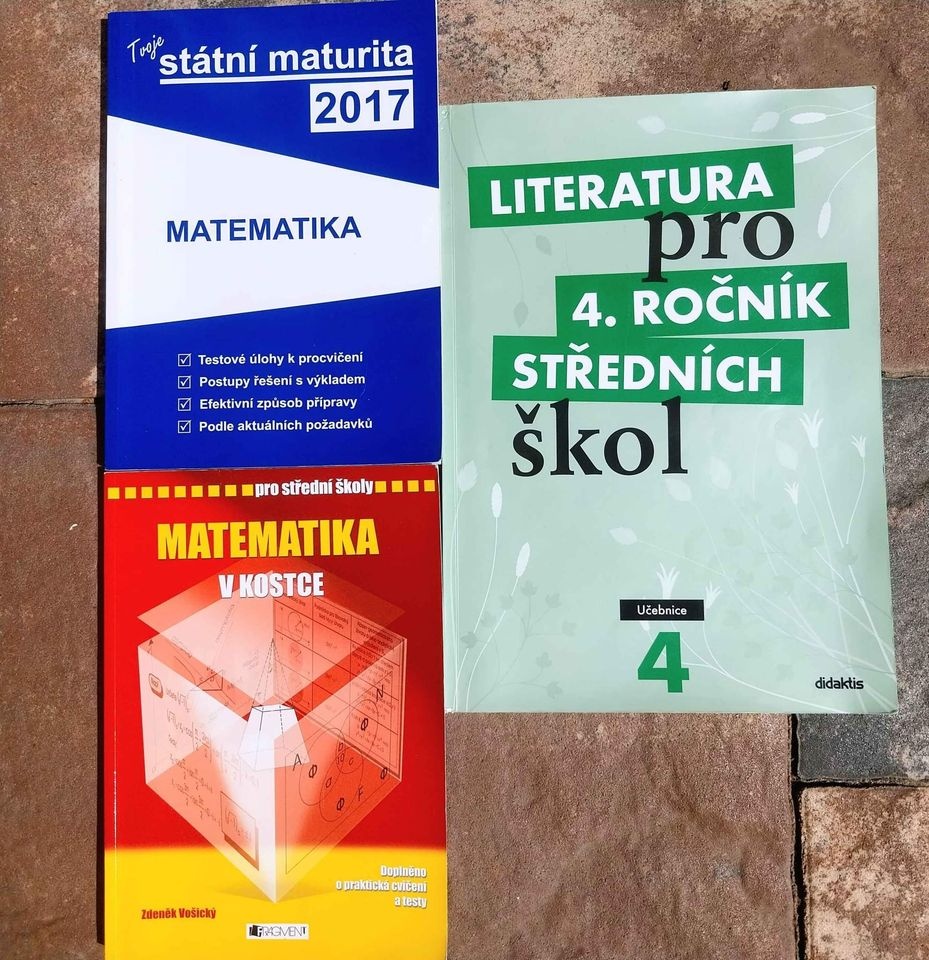 Tvoje
státní maturita
2017
MATEMATIKA
Testové úlohy k procvičení
Postupy řešení s výkladem
Efektivní způsob přípravy
Podle aktuálních požadavků
pro střední školy
MATEMATIKA
V KOSTCE
A
Φ
N
F
Doplněno
o praktická cvičení
a testy
Zdeněk Vošický
FRAGMENT
LITERATURA
pro
4. ROČNÍK
STŘEDNÍCH
škol
Učebnice
4
didaktis